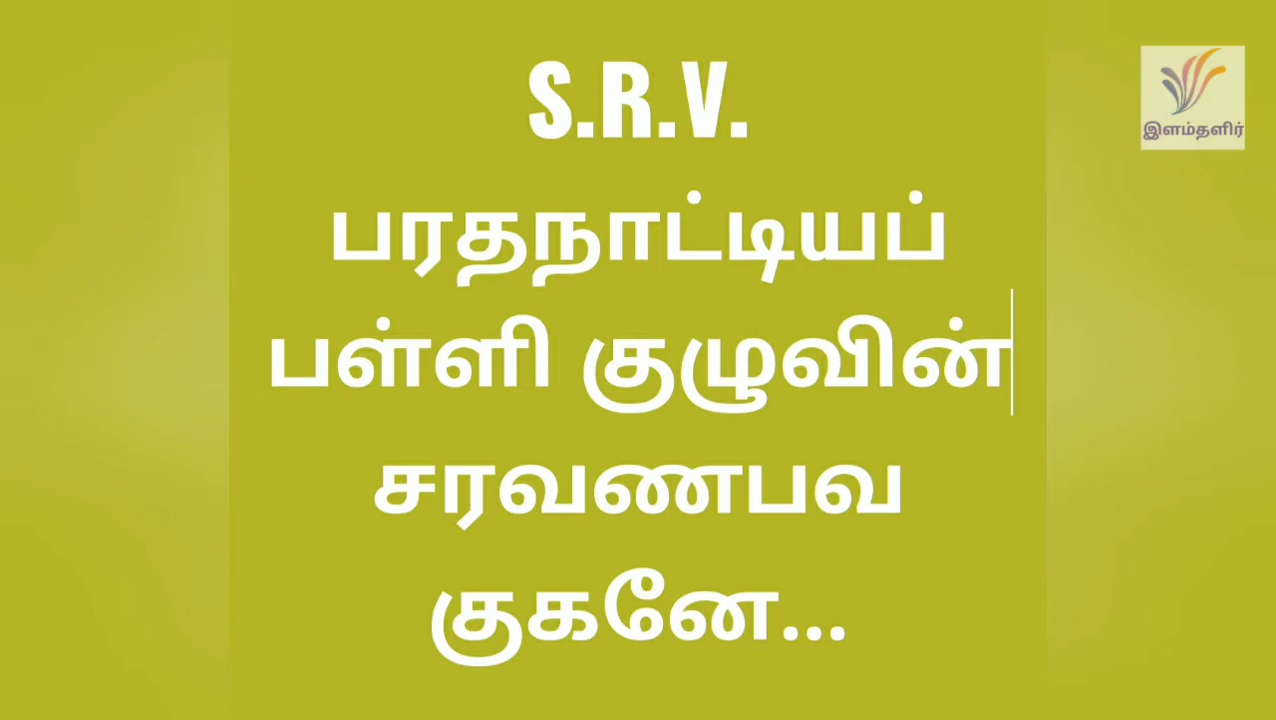 S.R.V.
இளம்தளிர்
பரதநாட்டியப்
பள்ளி குழுவின்
சரவணபவ
குகனே...